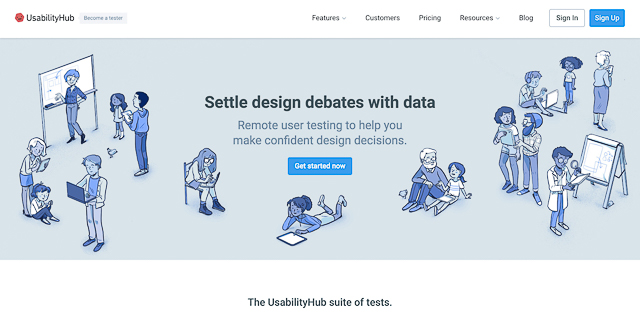 UsabilityHub
Become a tester
Features
Customers
Pricing
Resources
Blog
Sign In
Sign Up
Settle design debates with data
Remote user testing to help you
make confident design decisions.
Get started now
The UsabilityHub suite of tests.